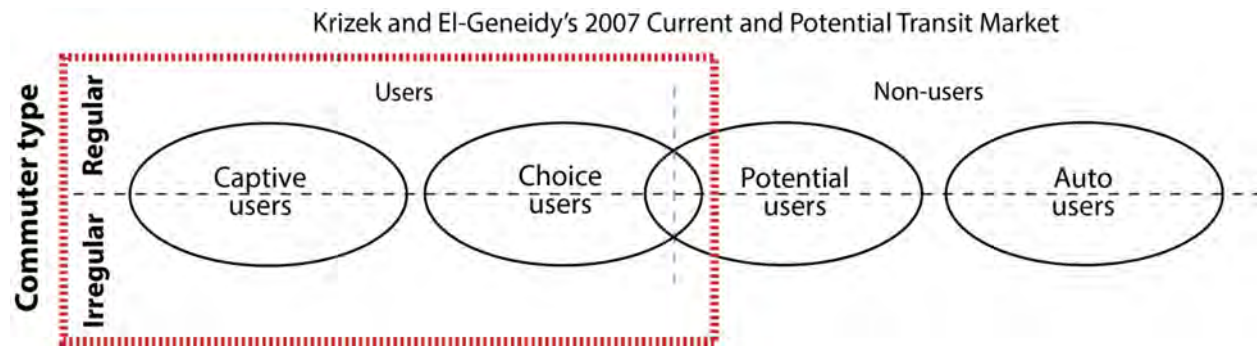 Krizek and El-Geneidy's 2007 Current and Potential Transit Market
Commuter type
Regular
Irregular
Users
Non-users
Captive
users
Choice
users
Potential
users
Auto
users